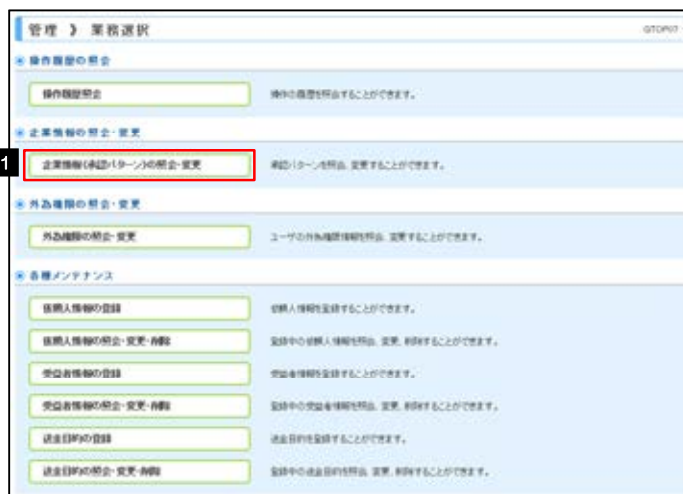 管理 》 業務選択
GTOP07
操作履歴の照会
操作履歴照会
操作の履歴を照会することができます。
企業情報の照会・変更
1
企業情報(承認パターン)の照会・変更
承認パターンを照会、変更することができます。
外為権限の照会・変更
外為権限の照会・変更
ユーザの外為権限情報を照会、変更することができます。
各種メンテナンス
依頼人情報の登録
依頼人情報を登録することができます。
依頼人情報の照会・変更・削除
登録中の依頼人情報を照会、変更、削除することができます。
受益者情報の登録
受益者情報を登録することができます。
受益者情報の照会・変更・削除
登録中の受益者情報を照会、変更、削除することができます。
送金目的の登録
送金目的を登録することができます。
送金目的の照会・変更・削除
登録中の送金目的を照会、変更、削除することができます。